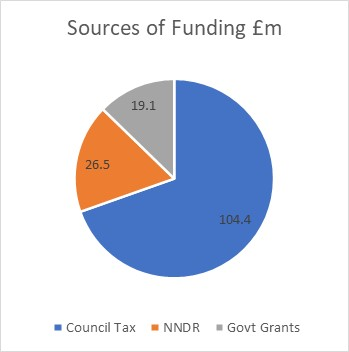 Sources of Funding £m
19.1
26.5
104.4
Council Tax NNDR Govt Grants